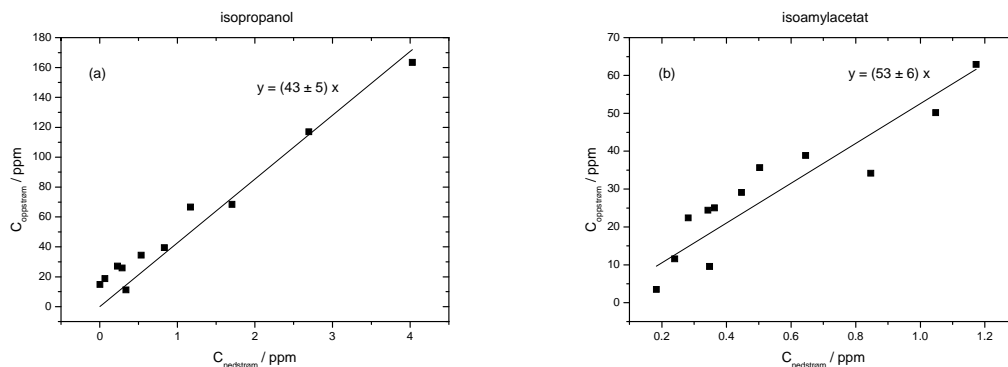 isopropanol
180
160
140
120
100
80
60
40
20
0
(a)
y = (43 ± 5) x
C_oppstrøm / ppm
0 1 2 3 4
C_nedstrøm / ppm
isoamylacetat
70
60
50
40
30
20
10
0
(b)
y = (53 ± 6) x
C_oppstrøm / ppm
0.2 0.4 0.6 0.8 1.0 1.2
C_nedstrøm / ppm